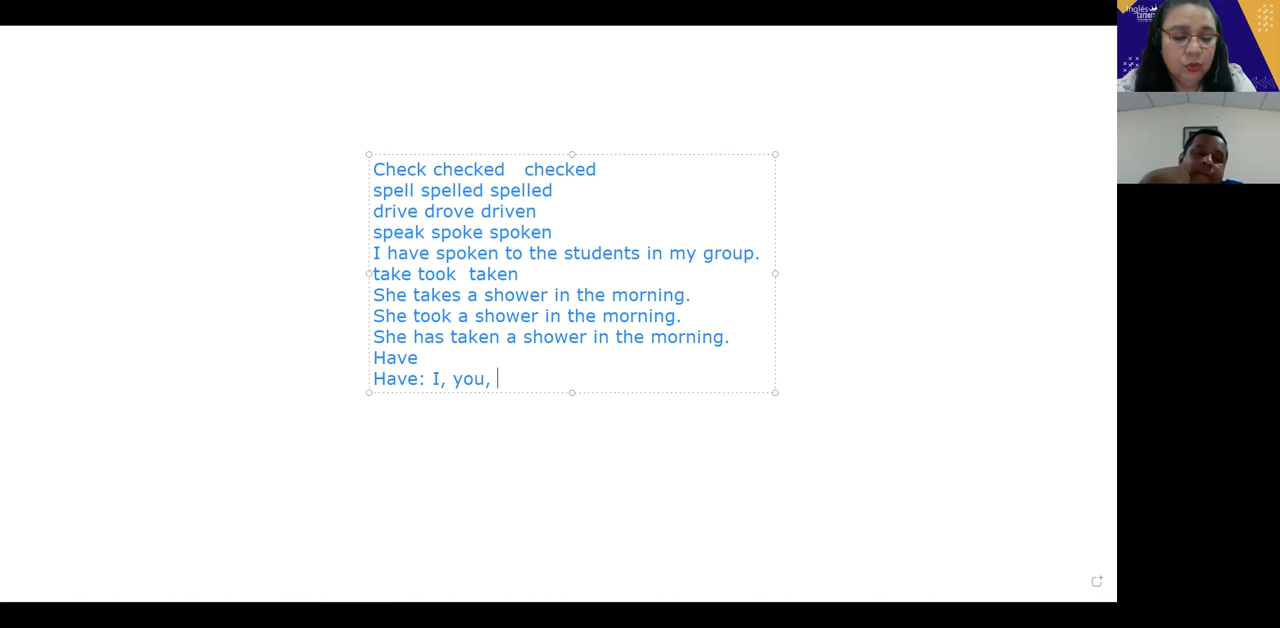 Check checked   checked
spell spelled spelled
drive drove driven
speak spoke spoken
I have spoken to the students in my group.
take took  taken
She takes a shower in the morning.
She took a shower in the morning.
She has taken a shower in the morning.
Have
Have: I, you,
Inglés